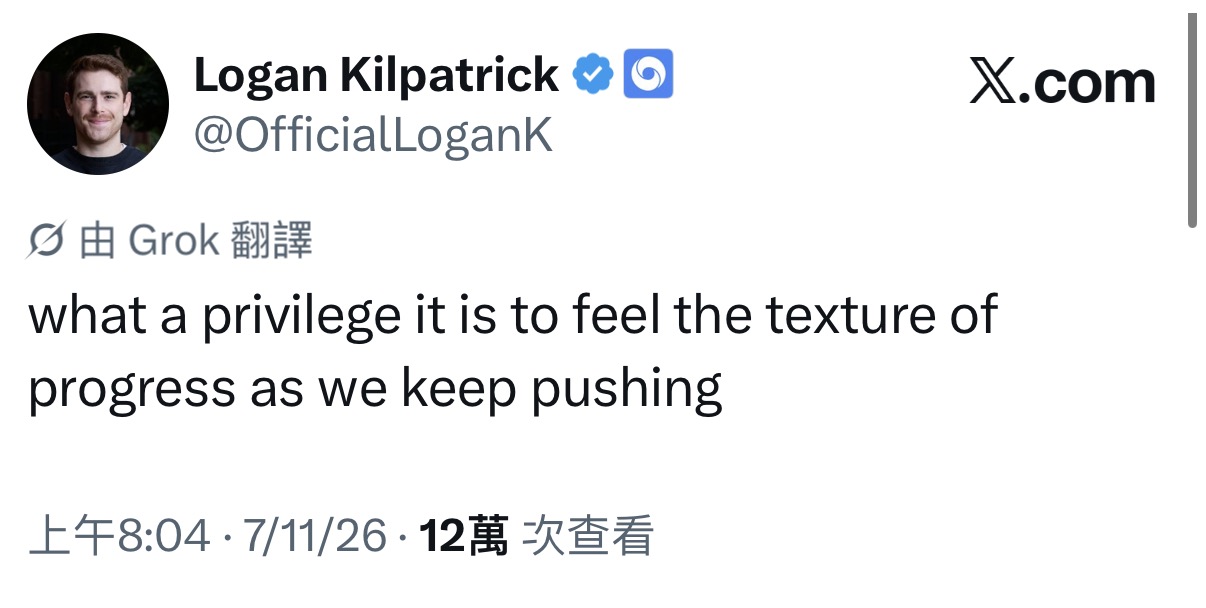 Logan Kilpatrick
X.com
@OfficialLoganK
由 Grok 翻譯
what a privilege it is to feel the texture of
progress as we keep pushing
上午8:04 · 7/11/26 · 12萬 次查看